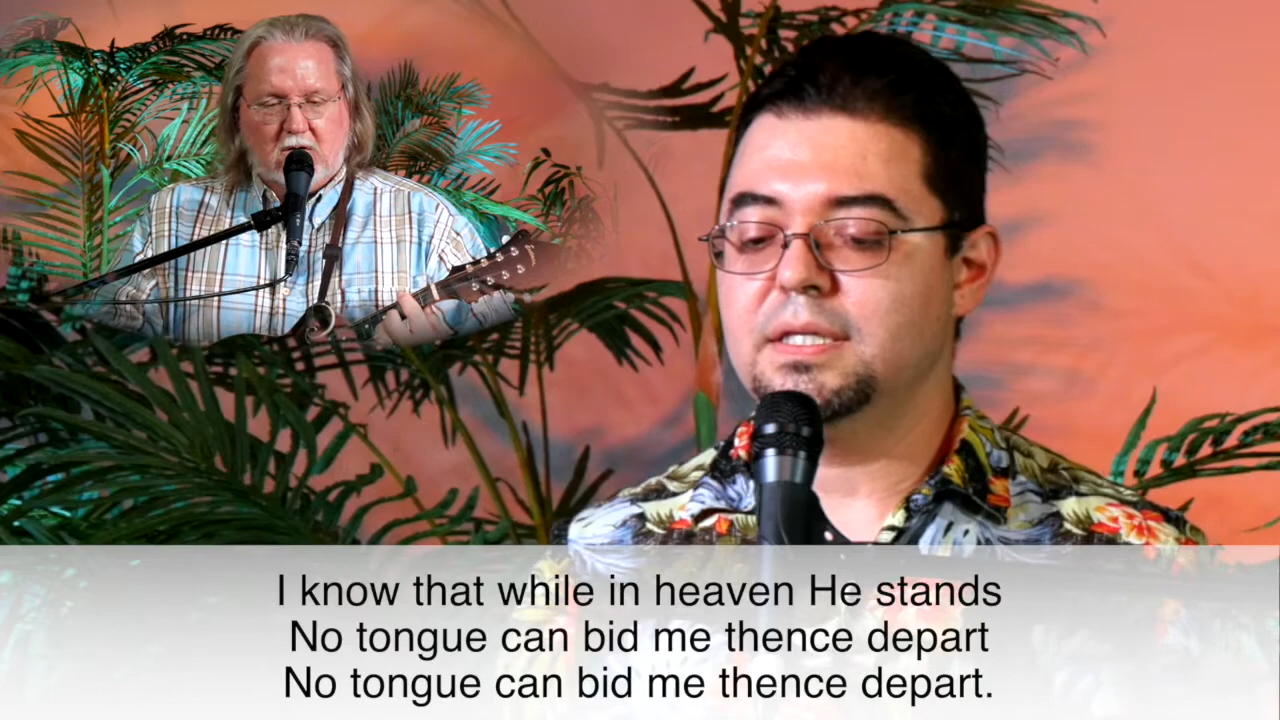 I know that while in heaven He stands
No tongue can bid me thence depart
No tongue can bid me thence depart.